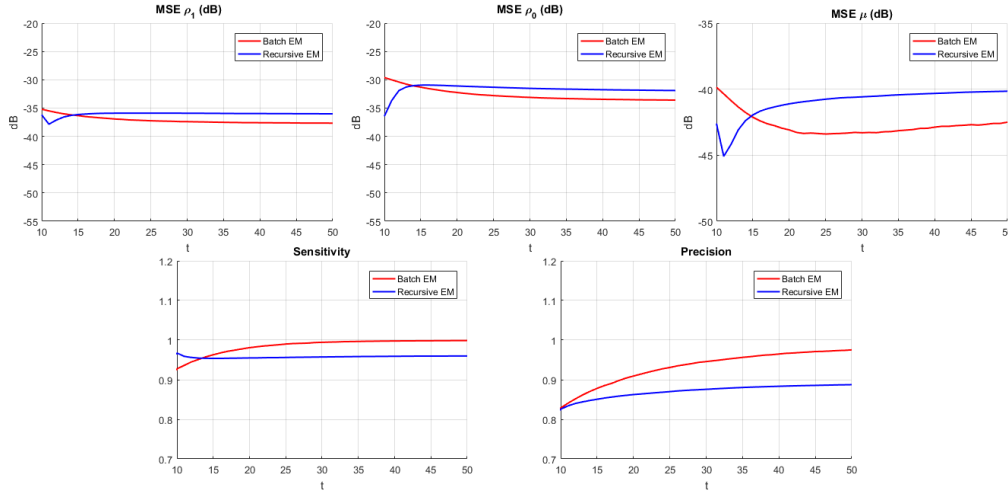 MSE ρ1 (dB)
-20
-25
-30
-35
-40
-45
-50
-55
dB
10 15 20 25 30 35 40 45 50
t
Batch EM
Recursive EM
MSE ρ0 (dB)
-20
-25
-30
-35
-40
-45
-50
-55
dB
10 15 20 25 30 35 40 45 50
t
Batch EM
Recursive EM
MSE μ (dB)
-35
-40
-45
-50
dB
10 15 20 25 30 35 40 45 50
t
Batch EM
Recursive EM
Sensitivity
1.2
1.1
1
0.9
0.8
0.7
10 15 20 25 30 35 40 45 50
t
Batch EM
Recursive EM
Precision
1.2
1.1
1
0.9
0.8
0.7
10 15 20 25 30 35 40 45 50
t
Batch EM
Recursive EM